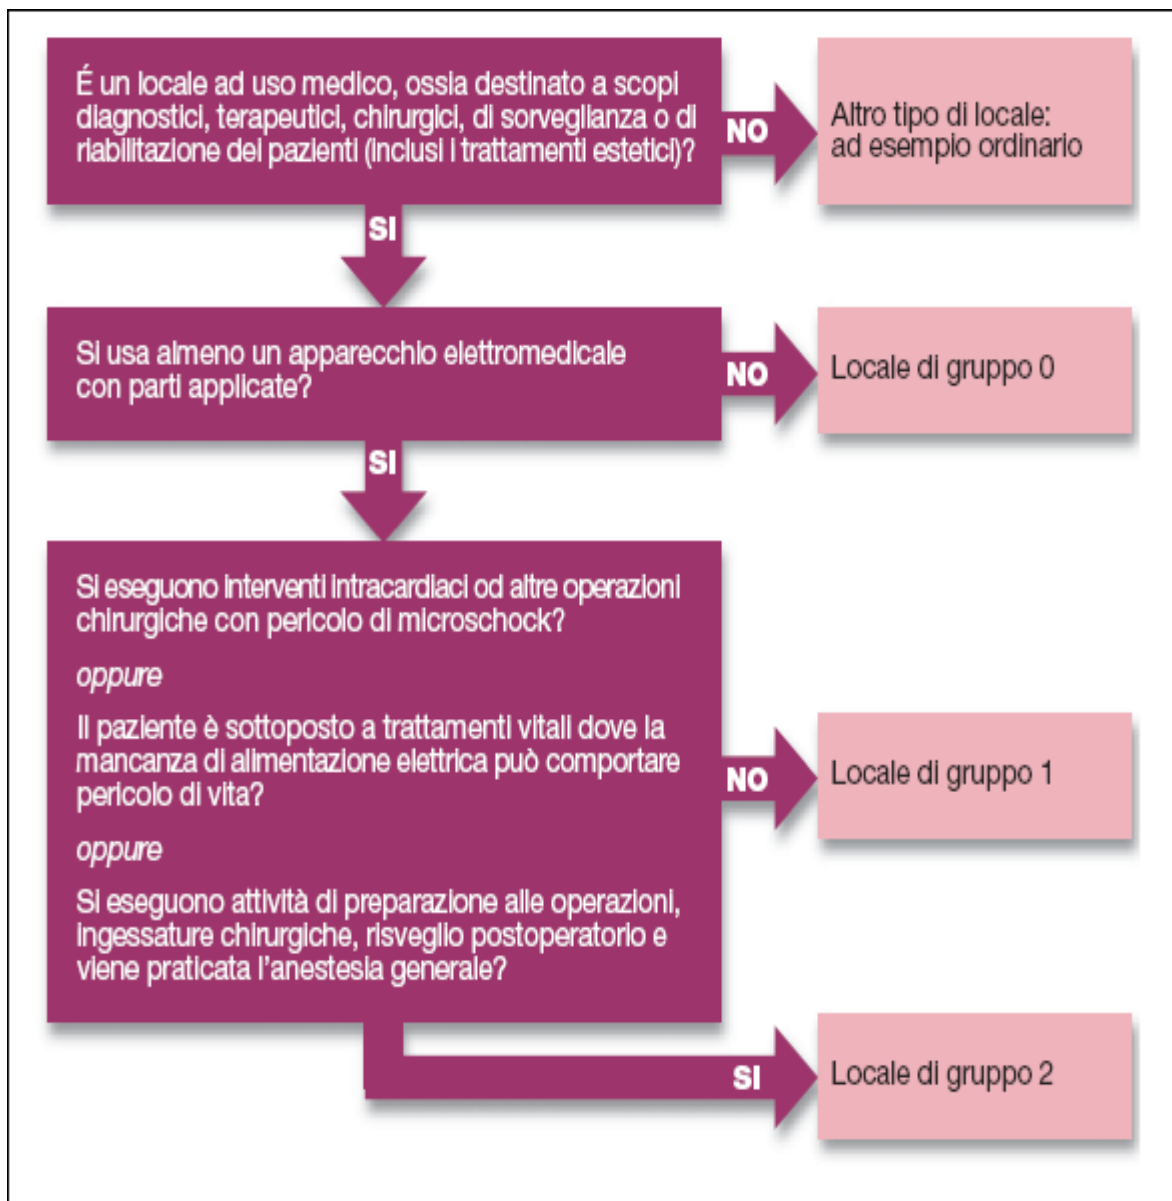 É un locale ad uso medico, ossia destinato a scopi
diagnostici, terapeutici, chirurgici, di sorveglianza o di
riabilitazione dei pazienti (inclusi i trattamenti estetici)?
NO
Altro tipo di locale:
ad esempio ordinario
SI
Si usa almeno un apparecchio elettromedicale
con parti applicate?
NO
Locale di gruppo 0
SI
Si eseguono interventi intracardiaci od altre operazioni
chirurgiche con pericolo di microschock?
oppure
Il paziente è sottoposto a trattamenti vitali dove la
mancanza di alimentazione elettrica può comportare
pericolo di vita?
oppure
Si eseguono attività di preparazione alle operazioni,
ingessature chirurgiche, risveglio postoperatorio e
viene praticata l'anestesia generale?
NO
Locale di gruppo 1
SI
Locale di gruppo 2